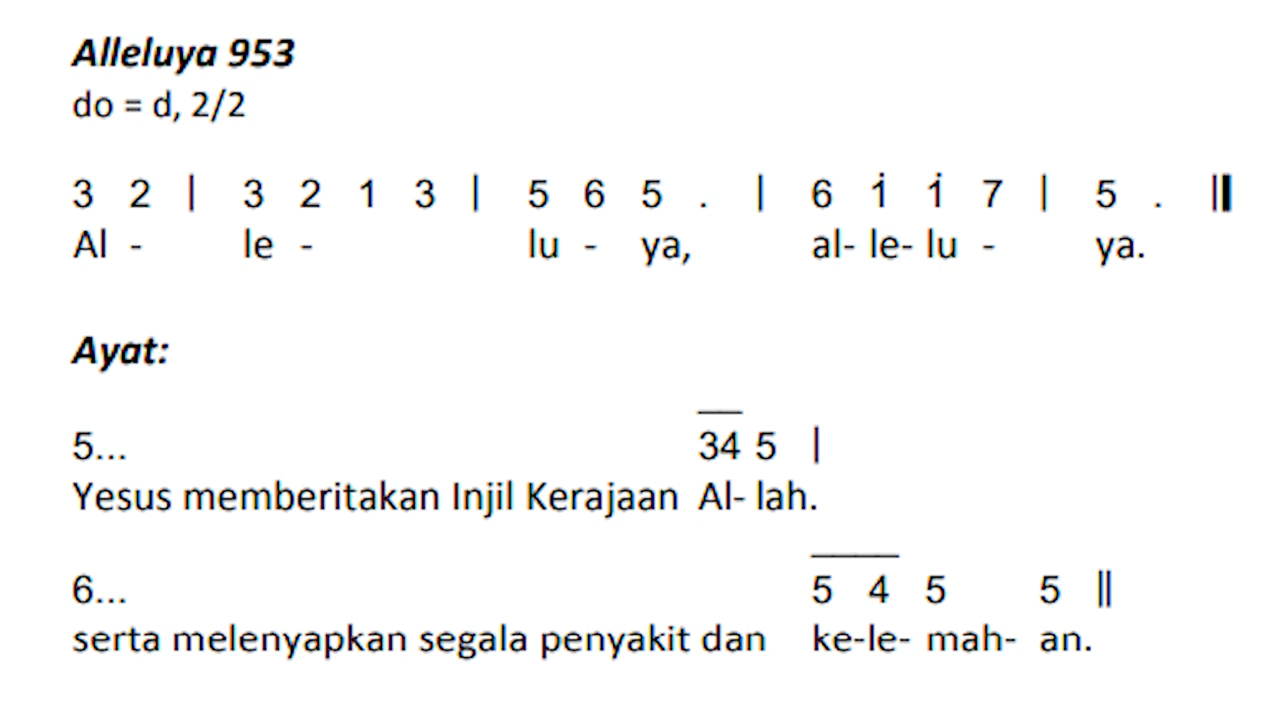 Alleluya 953
do = d, 2/2
3 2 | 3 2 1 3 | 5 6 5 . | 6 1̇ 1̇ 7 | 5 . ||
Al - le - lu - ya, al- le- lu - ya.
Ayat:
5... 34 5 |
Yesus memberitakan Injil Kerajaan Al- lah.
6... 5 4 5 5 ||
serta melenyapkan segala penyakit dan ke-le- mah- an.